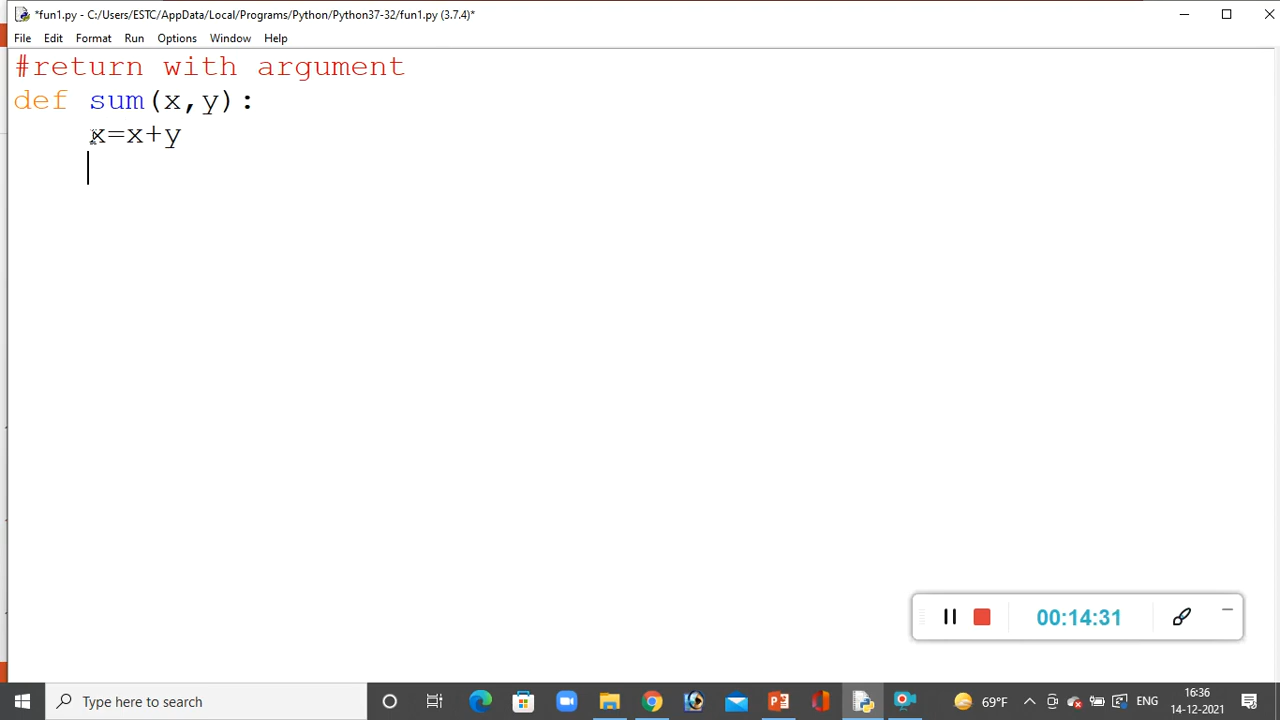 *fun1.py - C:/Users/ESTC/AppData/Local/Programs/Python/Python37-32/fun1.py (3.7.4)*
File Edit Format Run Options Window Help
#return with argument
def sum(x,y):
    x=x+y
00:14:31
Type here to search
69°F
ENG
16:36
14-12-2021